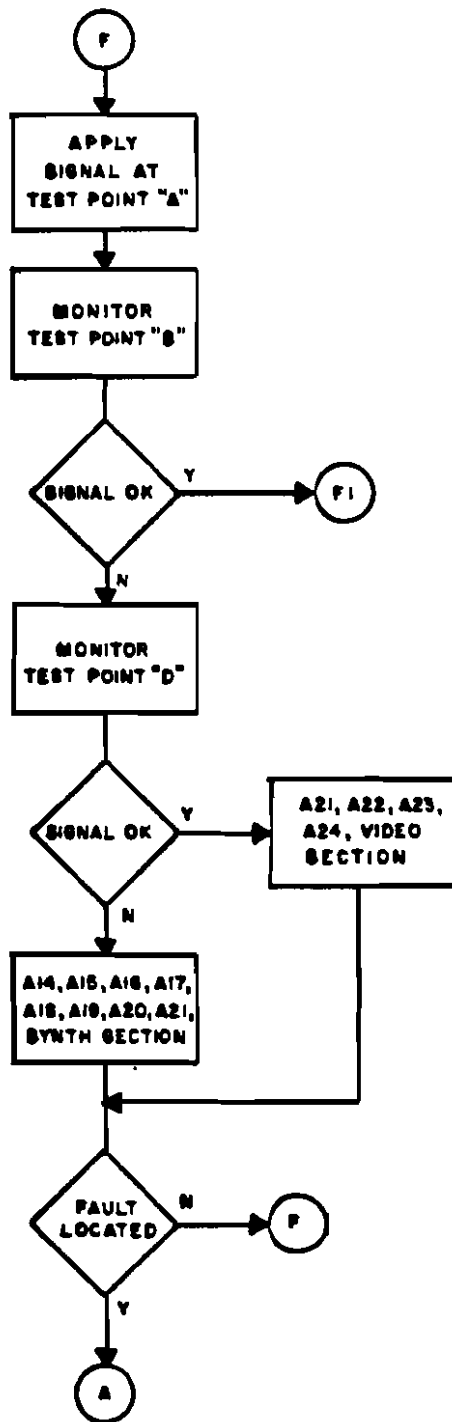 F
APPLY
SIGNAL AT
TEST POINT "A"
MONITOR
TEST POINT "B"
SIGNAL OK
Y
F1
N
MONITOR
TEST POINT "D"
SIGNAL OK
Y
A21, A22, A23,
A24, VIDEO
SECTION
N
A14, A15, A16, A17,
A18, A19, A20, A21,
SYNTH SECTION
FAULT
LOCATED
N
F
Y
A